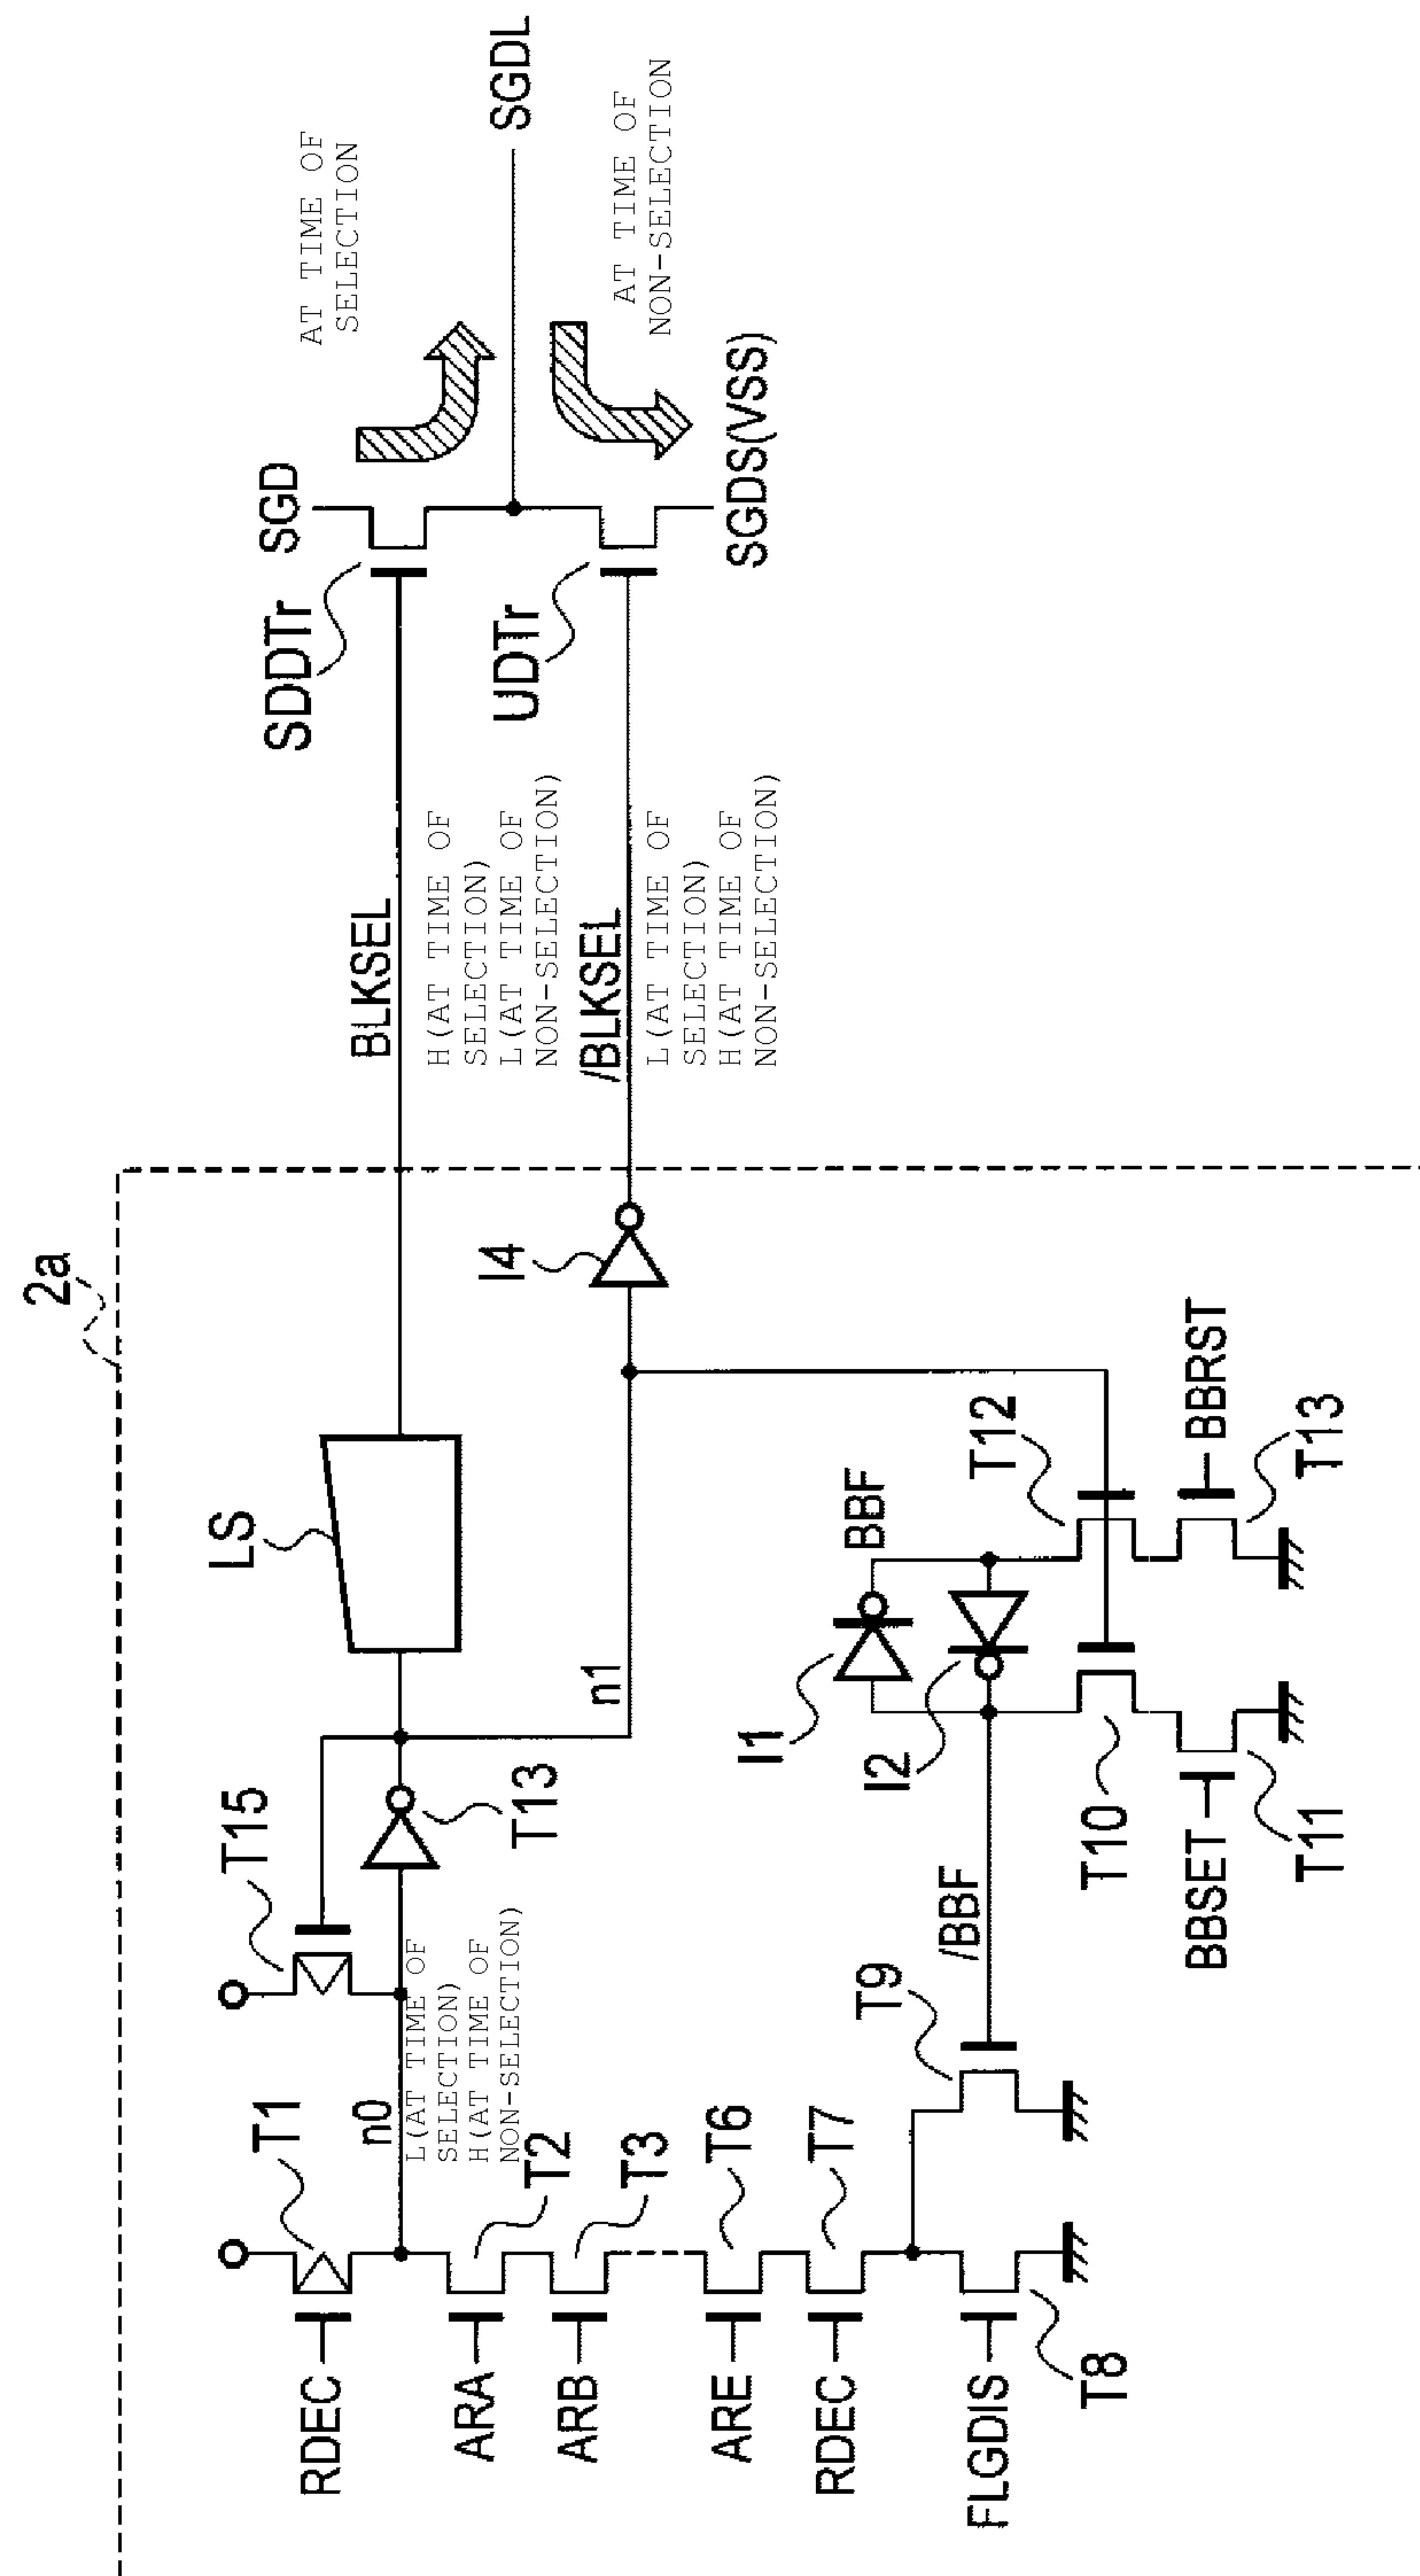 2a
RDEC
T1
T15
LS
n0
L(AT TIME OF
SELECTION)
H(AT TIME OF
NON-SELECTION)
T13
n1
BLKSEL
H(AT TIME OF
SELECTION)
L(AT TIME OF
NON-SELECTION)
SDDTr
SGD
AT TIME OF
SELECTION
SGDL
ARA
T2
ARB
T3
I4
/BLKSEL
L(AT TIME OF
SELECTION)
H(AT TIME OF
NON-SELECTION)
UDTr
AT TIME OF
NON-SELECTION
SGDS(VSS)
ARE
T6
RDEC
T7
I1
BBF
I2
T9
/BBF
T12
FLGDIS
T8
T10
BBSET
T11
BBRST
T13